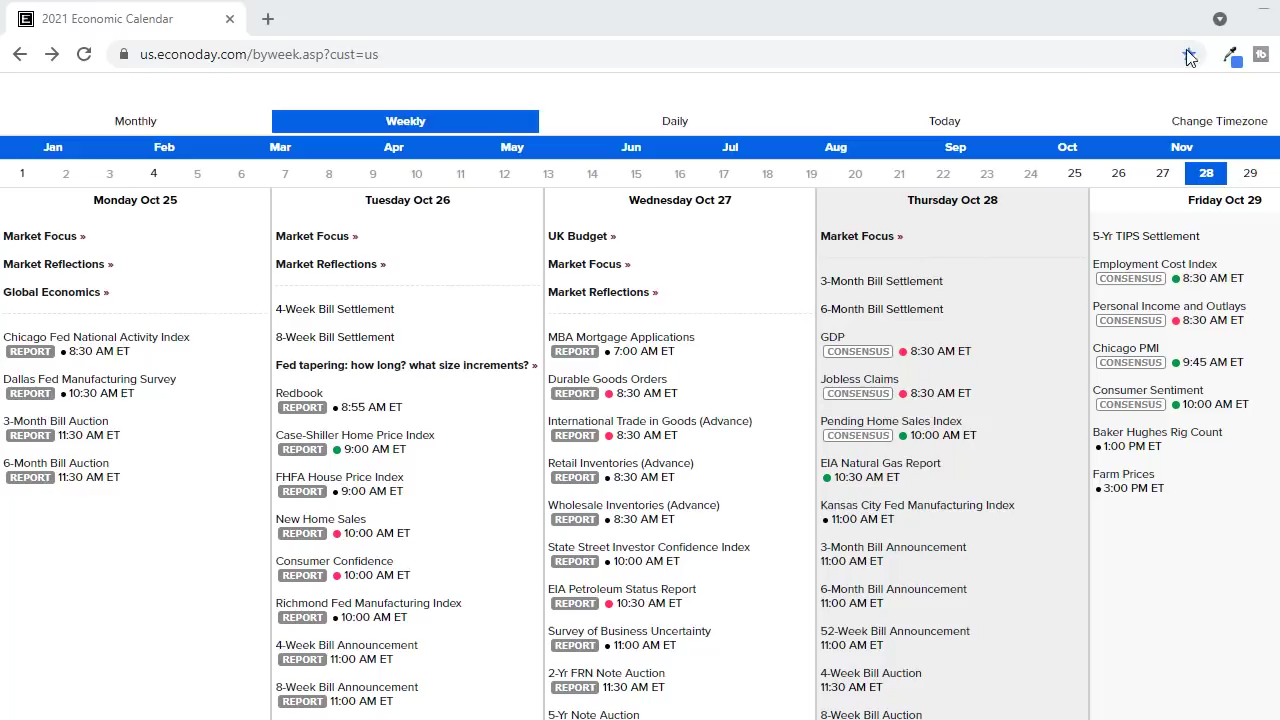 2021 Economic Calendar
us.econoday.com/byweek.asp?cust=us
Monthly Weekly Daily Today Change Timezone
Jan Feb Mar Apr May Jun Jul Aug Sep Oct Nov
1 2 3 4 5 6 7 8 9 10 11 12 13 14 15 16 17 18 19 20 21 22 23 24 25 26 27 28 29
Monday Oct 25
Market Focus »
Market Reflections »
Global Economics »
Chicago Fed National Activity Index
REPORT • 8:30 AM ET
Dallas Fed Manufacturing Survey
REPORT • 10:30 AM ET
3-Month Bill Auction
REPORT 11:30 AM ET
6-Month Bill Auction
REPORT 11:30 AM ET
Tuesday Oct 26
Market Focus »
Market Reflections »
4-Week Bill Settlement
8-Week Bill Settlement
Fed tapering: how long? what size increments? »
Redbook
REPORT • 8:55 AM ET
Case-Shiller Home Price Index
REPORT • 9:00 AM ET
FHFA House Price Index
REPORT • 9:00 AM ET
New Home Sales
REPORT • 10:00 AM ET
Consumer Confidence
REPORT • 10:00 AM ET
Richmond Fed Manufacturing Index
REPORT • 10:00 AM ET
4-Week Bill Announcement
REPORT 11:00 AM ET
8-Week Bill Announcement
REPORT 11:00 AM ET
Wednesday Oct 27
UK Budget »
Market Focus »
Market Reflections »
MBA Mortgage Applications
REPORT • 7:00 AM ET
Durable Goods Orders
REPORT • 8:30 AM ET
International Trade in Goods (Advance)
REPORT • 8:30 AM ET
Retail Inventories (Advance)
REPORT • 8:30 AM ET
Wholesale Inventories (Advance)
REPORT • 8:30 AM ET
State Street Investor Confidence Index
REPORT • 10:00 AM ET
EIA Petroleum Status Report
REPORT • 10:30 AM ET
Survey of Business Uncertainty
REPORT • 11:00 AM ET
2-Yr FRN Note Auction
REPORT 11:30 AM ET
5-Yr Note Auction
Thursday Oct 28
Market Focus »
3-Month Bill Settlement
6-Month Bill Settlement
GDP
CONSENSUS • 8:30 AM ET
Jobless Claims
CONSENSUS • 8:30 AM ET
Pending Home Sales Index
CONSENSUS • 10:00 AM ET
EIA Natural Gas Report
• 10:30 AM ET
Kansas City Fed Manufacturing Index
• 11:00 AM ET
3-Month Bill Announcement
11:00 AM ET
6-Month Bill Announcement
11:00 AM ET
52-Week Bill Announcement
11:00 AM ET
4-Week Bill Auction
11:30 AM ET
8-Week Bill Auction
Friday Oct 29
5-Yr TIPS Settlement
Employment Cost Index
CONSENSUS • 8:30 AM ET
Personal Income and Outlays
CONSENSUS • 8:30 AM ET
Chicago PMI
CONSENSUS • 9:45 AM ET
Consumer Sentiment
CONSENSUS • 10:00 AM ET
Baker Hughes Rig Count
• 1:00 PM ET
Farm Prices
• 3:00 PM ET